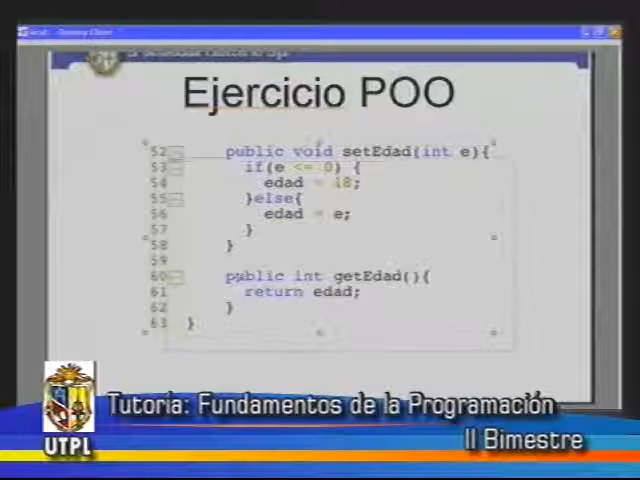 Ejercicio POO
52 public void setEdad(int e){
53 if(e <= 0) {
54 edad = 18;
55 }else{
56 edad = e;
57 }
58 }
59
60 public int getEdad(){
61 return edad;
62 }
63 }
Tutoria: Fundamentos de la Programación
II Bimestre
UTPL